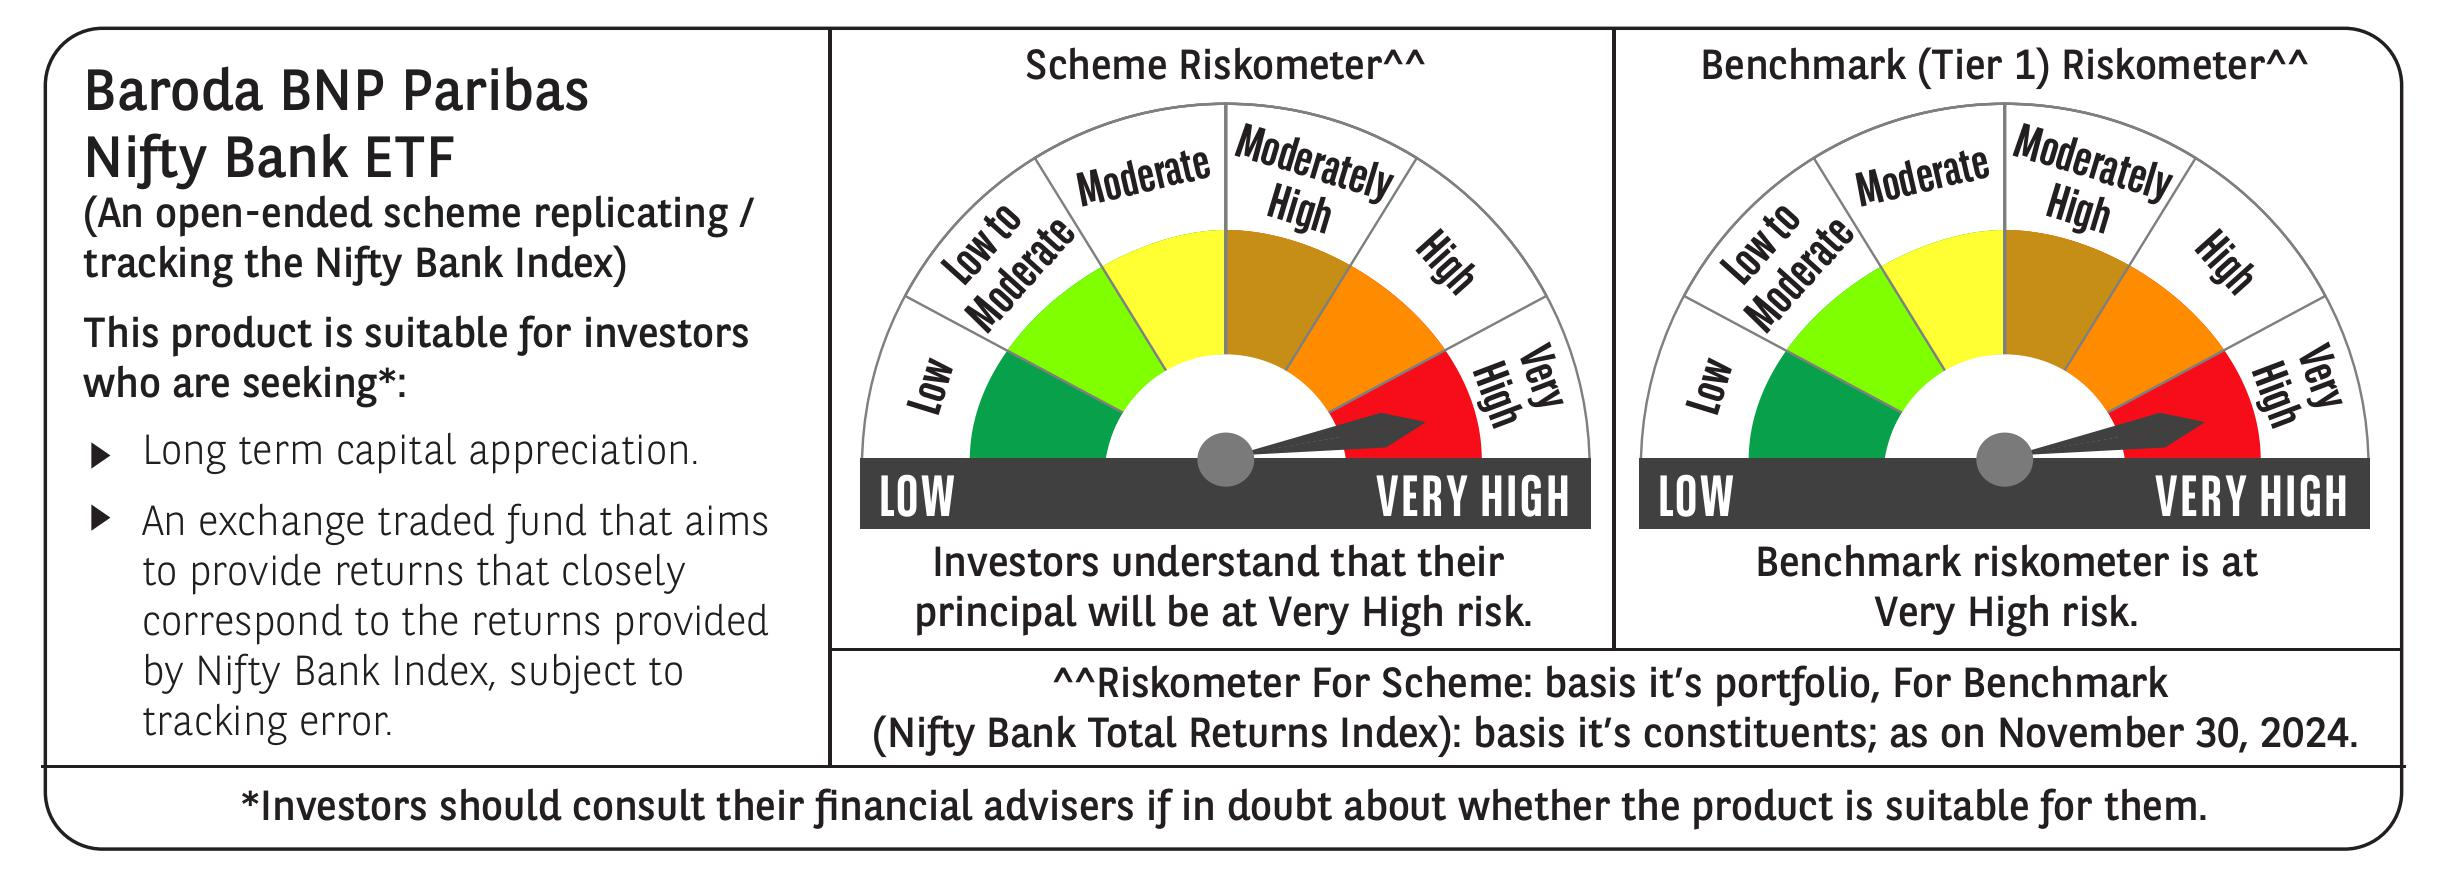 Baroda BNP Paribas
Nifty Bank ETF
(An open-ended scheme replicating /
tracking the Nifty Bank Index)
This product is suitable for investors
who are seeking*:
Long term capital appreciation.
An exchange traded fund that aims
to provide returns that closely
correspond to the returns provided
by Nifty Bank Index, subject to
tracking error.
Scheme Riskometer^^
Low
Low to
Moderate
Moderate
Moderately
High
High
Very
High
LOW
VERY HIGH
Investors understand that their
principal will be at Very High risk.
Benchmark (Tier 1) Riskometer^^
Low
Low to
Moderate
Moderate
Moderately
High
High
Very
High
LOW
VERY HIGH
Benchmark riskometer is at
Very High risk.
^^Riskometer For Scheme: basis it's portfolio, For Benchmark
(Nifty Bank Total Returns Index): basis it's constituents; as on November 30, 2024.
*Investors should consult their financial advisers if in doubt about whether the product is suitable for them.